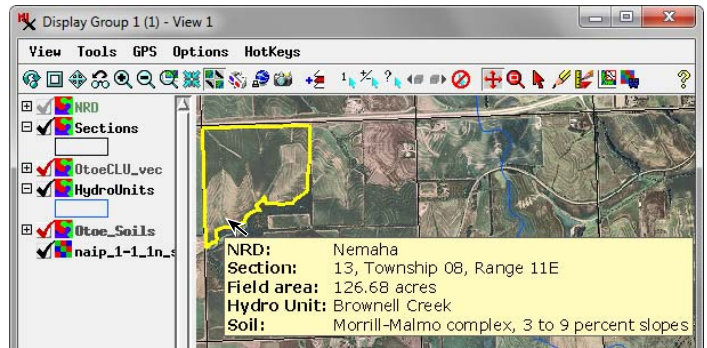 Display Group 1 (1) - View 1
View Tools GPS Options HotKeys
NRD
Sections
OtoeCLU_vec
HydroUnits
Otoe_Soils
naip_1-1_1n_s
NRD: Nemaha
Section: 13, Township 08, Range 11E
Field area: 126.68 acres
Hydro Unit: Brownell Creek
Soil: Morrill-Malmo complex, 3 to 9 percent slopes